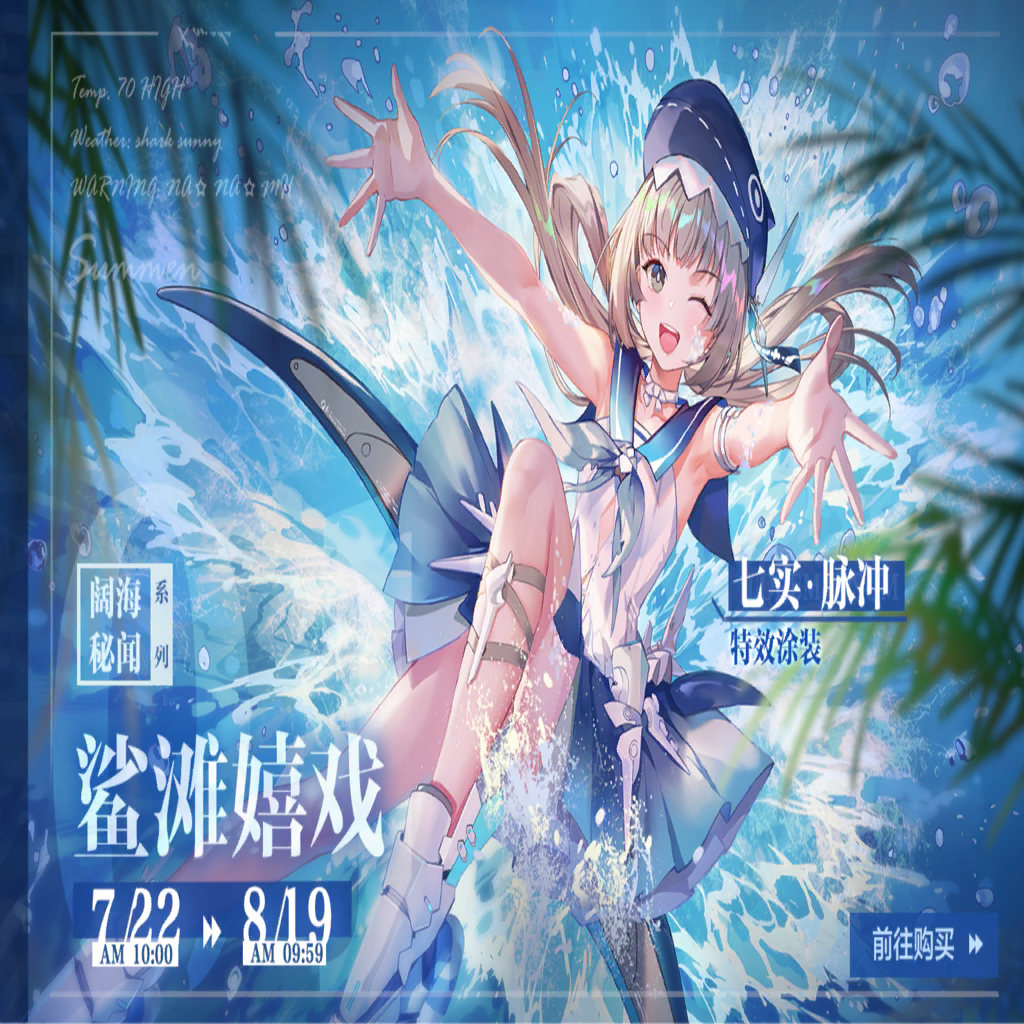 Temp. 70 HIGH
Weather: shark sunny
WARNING: NA☆ NA☆ MI!
Summer
阔海
秘闻
系列
七实·脉冲
特效涂装
鲨滩嬉戏
7/22 8/19
AM 10:00 AM 09:59
前往购买